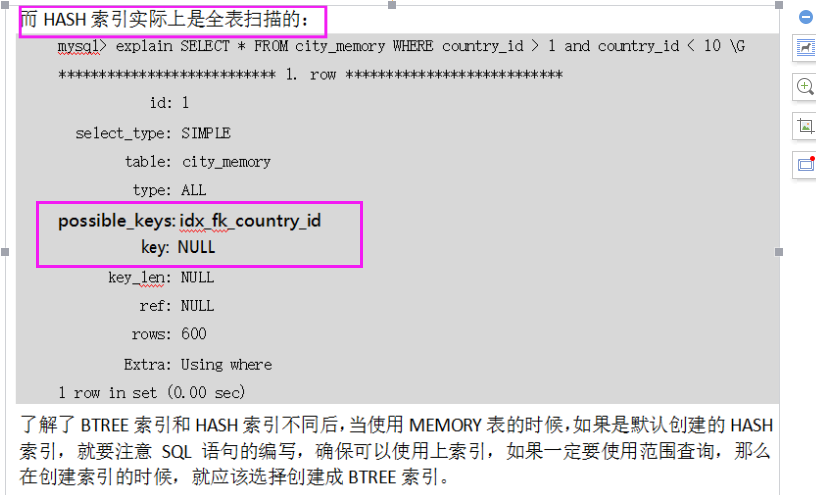 而 HASH 索引实际上是全表扫描的：
mysql> explain SELECT * FROM city_memory WHERE country_id > 1 and country_id < 10 \G
*************************** 1. row ***************************
id: 1
select_type: SIMPLE
table: city_memory
type: ALL
possible_keys: idx_fk_country_id
key: NULL
key_len: NULL
ref: NULL
rows: 600
Extra: Using where
1 row in set (0.00 sec)
了解了 BTREE 索引和 HASH 索引不同后，当使用 MEMORY 表的时候，如果是默认创建的 HASH
索引，就要注意 SQL 语句的编写，确保可以使用上索引，如果一定要使用范围查询，那么
在创建索引的时候，就应该选择创建成 BTREE 索引。